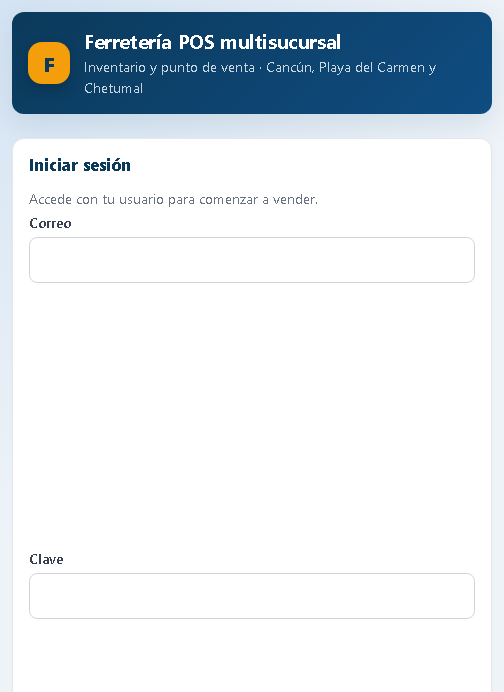 F
Ferretería POS multisucursal
Inventario y punto de venta · Cancún, Playa del Carmen y
Chetumal
Iniciar sesión
Accede con tu usuario para comenzar a vender.
Correo
Clave